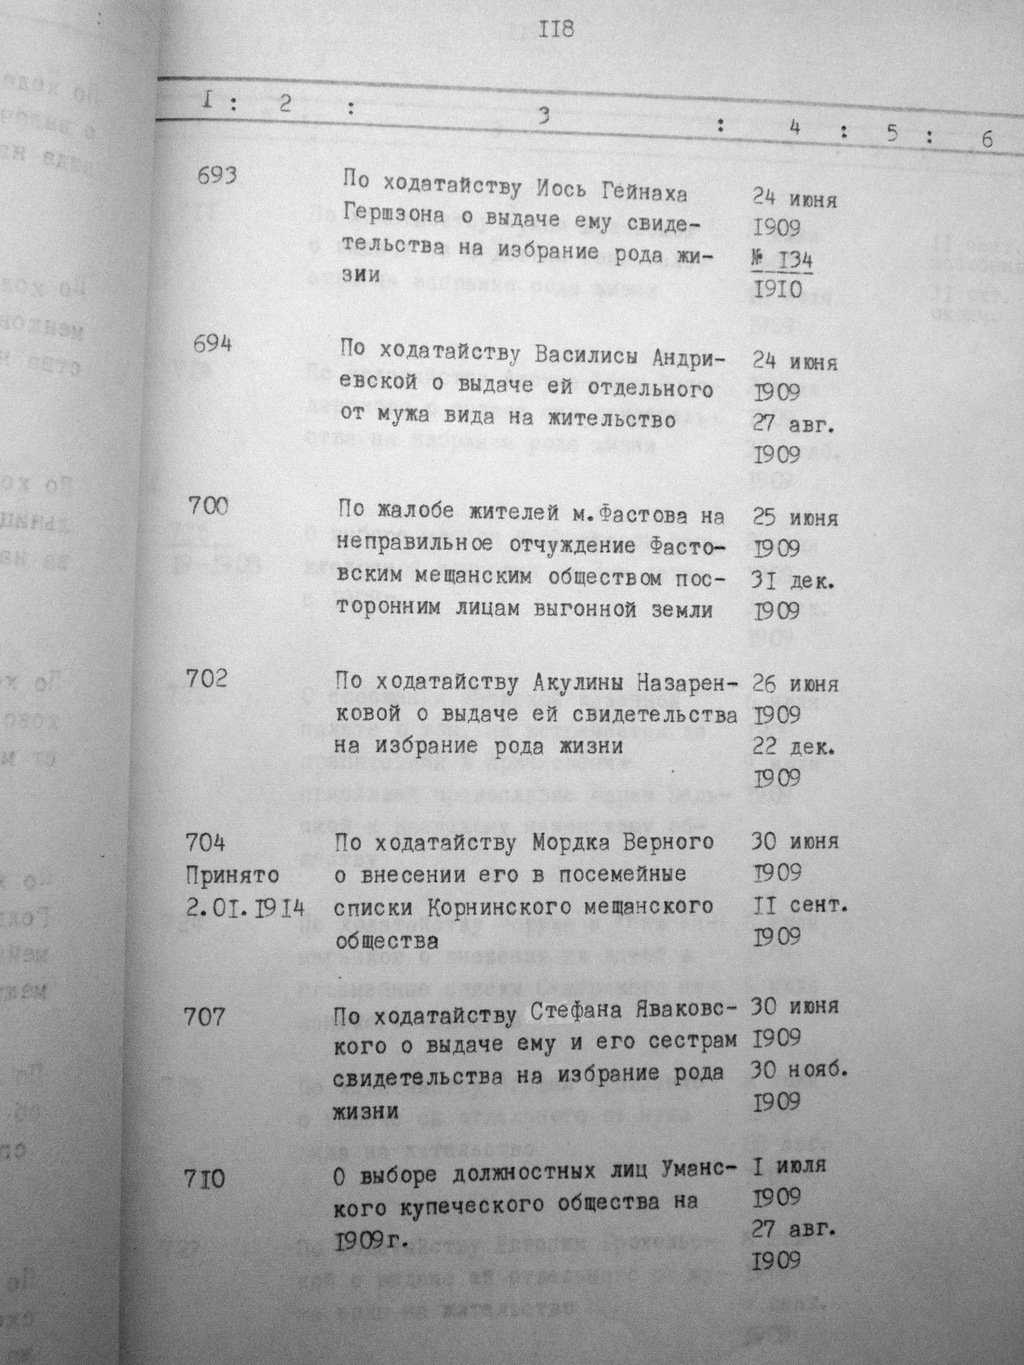 118
1 : 2 : 3 : 4 : 5 : 6
693 По ходатайству Иось Гейнаха 24 июня
Гершзона о выдаче ему свиде- 1909
тельства на избрание рода жи- № 134
зии 1910
694 По ходатайству Василисы Андри- 24 июня
евской о выдаче ей отдельного 1909
от мужа вида на жительство 27 авг.
1909
700 По жалобе жителей м.Фастова на 25 июня
неправильное отчуждение Фасто- 1909
вским мещанским обществом пос- 31 дек.
торонним лицам выгонной земли 1909
702 По ходатайству Акулины Назарен- 26 июня
ковой о выдаче ей свидетельства 1909
на избрание рода жизни 22 дек.
1909
704 По ходатайству Мордка Верного 30 июня
Принято о внесении его в посемейные 1909
2.01.1914 списки Корнинского мещанского 11 сент.
общества 1909
707 По ходатайству Стефана Яваковс- 30 июня
кого о выдаче ему и его сестрам 1909
свидетельства на избрание рода 30 нояб.
жизни 1909
710 О выборе должностных лиц Уманс- 1 июля
кого купеческого общества на 1909
1909г. 27 авг.
1909